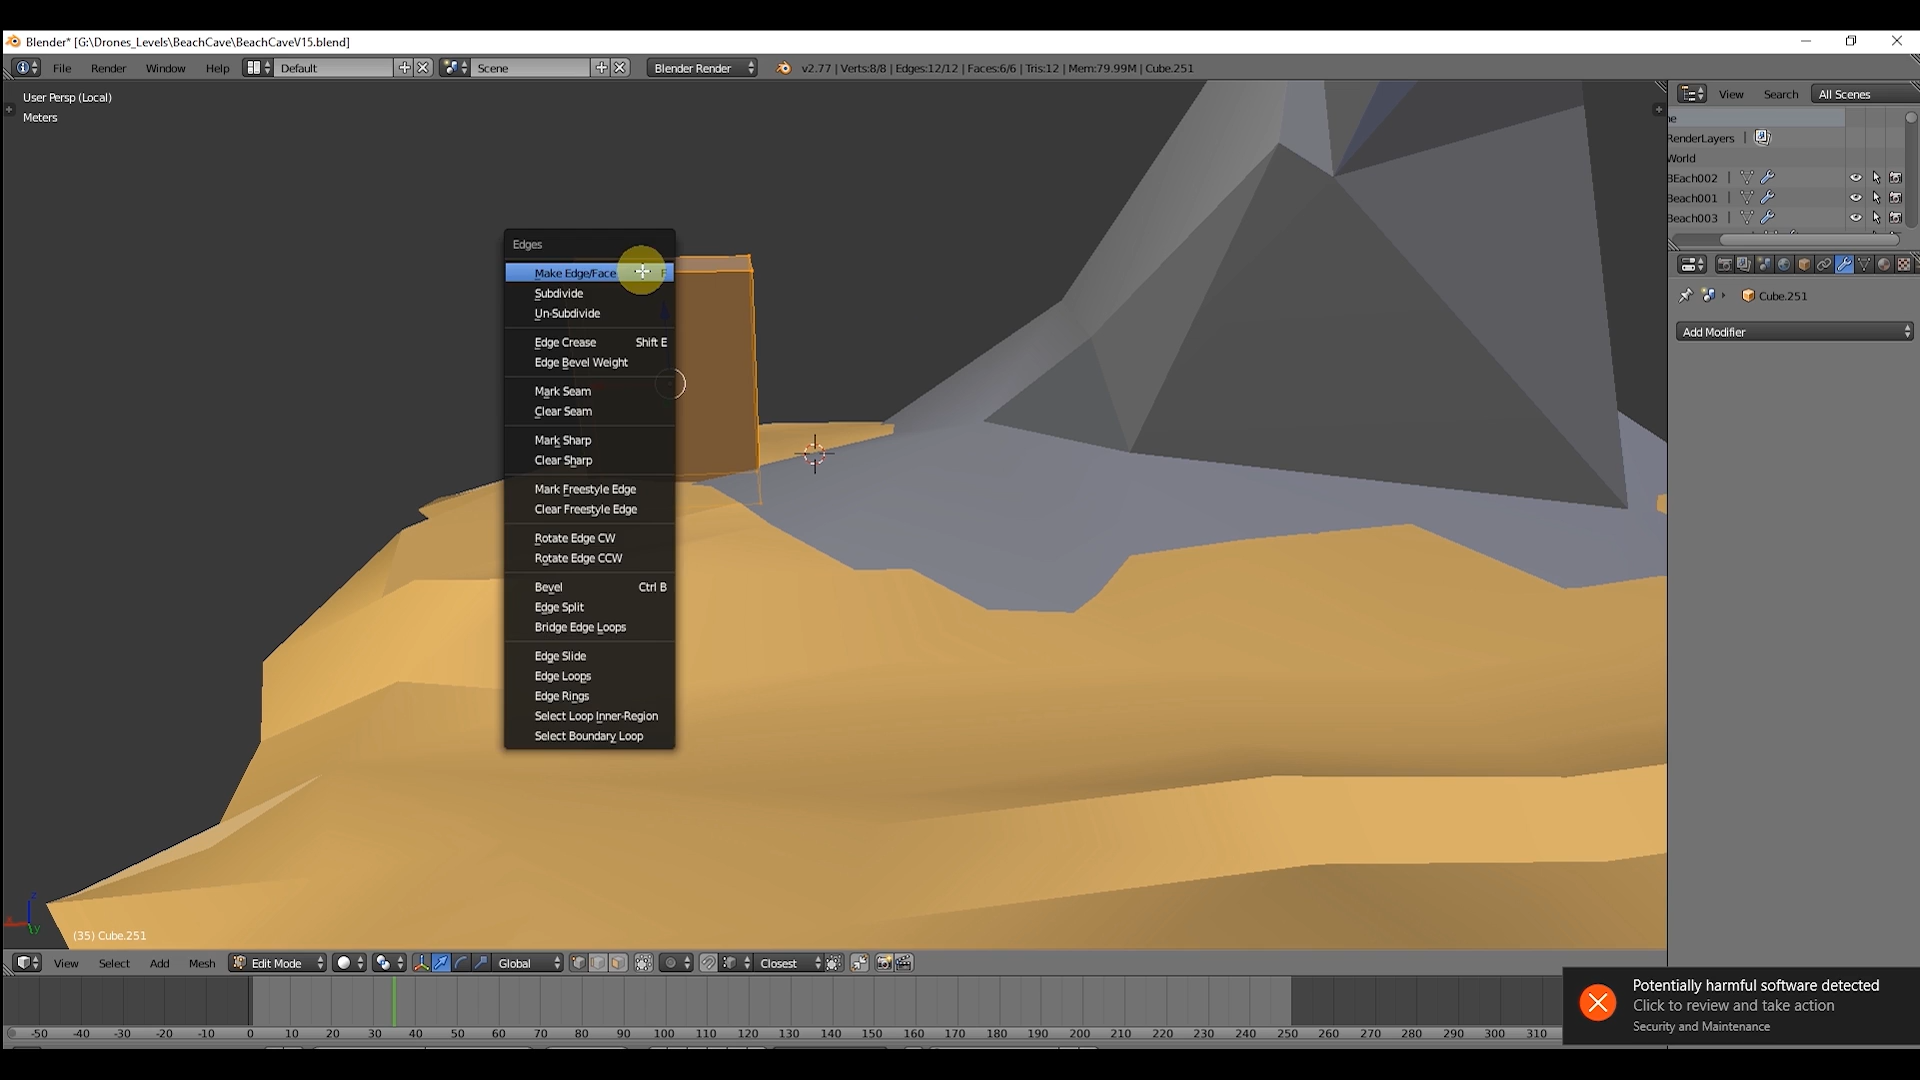 Blender* [G:\Drones_Levels\BeachCave\BeachCaveV15.blend]
File Render Window Help Default Scene Blender Render v2.77 | Verts:8/8 | Edges:12/12 | Faces:6/6 | Tris:12 | Mem:79.99M | Cube.251
User Persp (Local)
Meters
View Search All Scenes
ne
RenderLayers
World
BEach002
Beach001
Beach003
Cube.251
Add Modifier
Edges
Make Edge/Face F
Subdivide
Un-Subdivide
Edge Crease Shift E
Edge Bevel Weight
Mark Seam
Clear Seam
Mark Sharp
Clear Sharp
Mark Freestyle Edge
Clear Freestyle Edge
Rotate Edge CW
Rotate Edge CCW
Bevel Ctrl B
Edge Split
Bridge Edge Loops
Edge Slide
Edge Loops
Edge Rings
Select Loop Inner-Region
Select Boundary Loop
z
y
(35) Cube.251
View Select Add Mesh Edit Mode Global Closest
-50 -40 -30 -20 -10 0 10 20 30 40 50 60 70 80 90 100 110 120 130 140 150 160 170 180 190 200 210 220 230 240 250 260 270 280 290 300 310
Potentially harmful software detected
Click to review and take action
Security and Maintenance